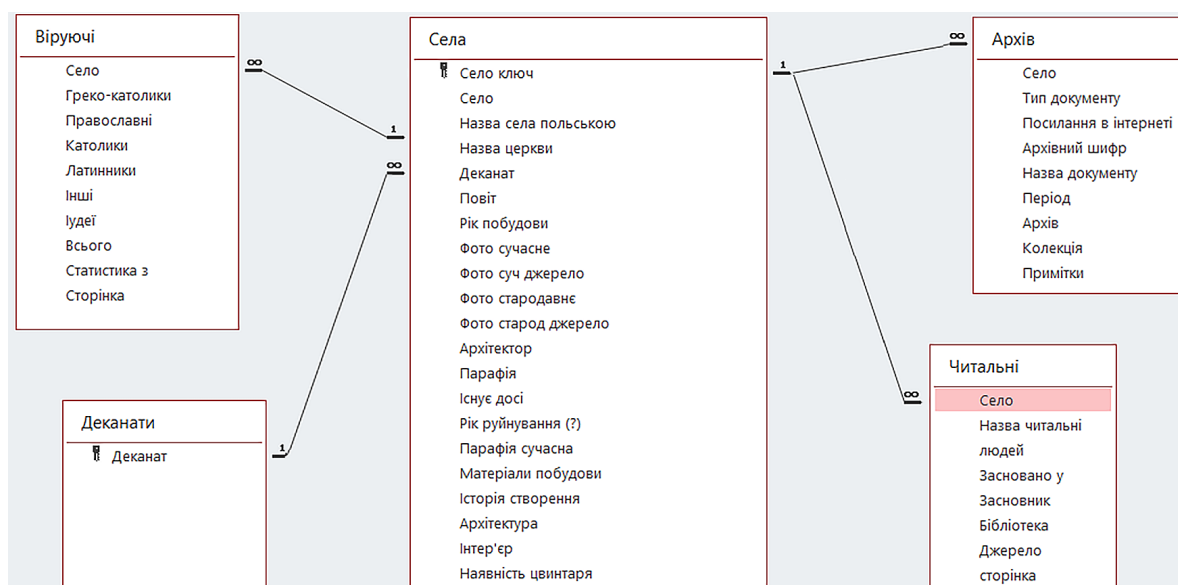 Віруючі
Село
Греко-католики
Православні
Католики
Латинники
Інші
Іудеї
Всього
Статистика з
Сторінка
∞
1
∞
Деканати
Деканат
1
Села
Село ключ
Село
Назва села польською
Назва церкви
Деканат
Повіт
Рік побудови
Фото сучасне
Фото суч джерело
Фото стародавнє
Фото старод джерело
Архітектор
Парафія
Існує досі
Рік руйнування (?)
Парафія сучасна
Матеріали побудови
Історія створення
Архітектура
Інтер'єр
Наявність цвинтаря
1
∞
∞
Архів
Село
Тип документу
Посилання в інтернеті
Архівний шифр
Назва документу
Період
Архів
Колекція
Примітки
Читальні
Село
Назва читальні
людей
Засновано у
Засновник
Бібліотека
Джерело
сторінка